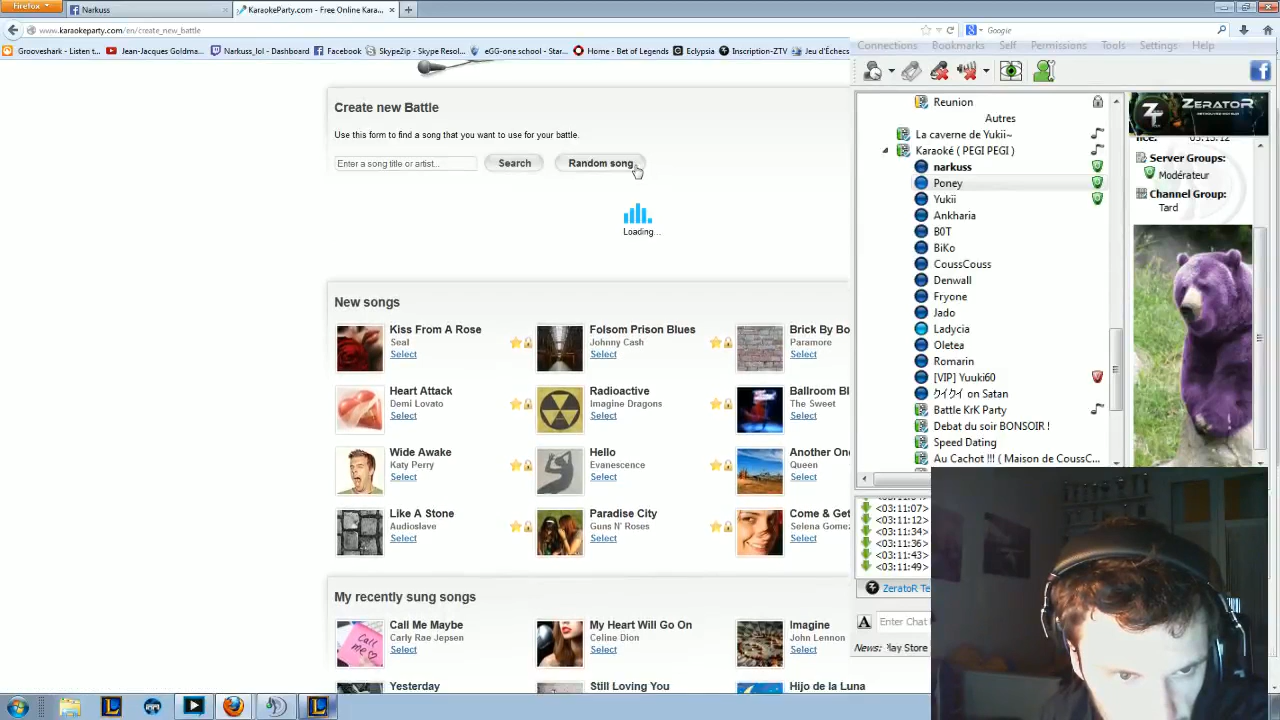 Firefox
Narkuss
KaraokeParty.com - Free Online Kara...
www.karaokeparty.com/en/create_new_battle
Google
Grooveshark - Listen t...
Jean-Jacques Goldma...
Narkuss_lol - Dashboard
Facebook
Skype2ip - Skype Resol...
eGG-one school - Star...
Home - Bet of Legends
Eclypsia
Inscription-ZTV
Jeu d'Échecs
Connections
Bookmarks
Self
Permissions
Tools
Settings
Help
Create new Battle
Use this form to find a song that you want to use for your battle.
Enter a song title or artist...
Search
Random song
Loading...
New songs
Kiss From A Rose
Seal
Select
Folsom Prison Blues
Johnny Cash
Select
Brick By Bo
Paramore
Select
Heart Attack
Demi Lovato
Select
Radioactive
Imagine Dragons
Select
Ballroom Bl
The Sweet
Select
Wide Awake
Katy Perry
Select
Hello
Evanescence
Select
Another One
Queen
Select
Like A Stone
Audioslave
Select
Paradise City
Guns N' Roses
Select
Come & Get
Selena Gomez
Select
My recently sung songs
Call Me Maybe
Carly Rae Jepsen
Select
My Heart Will Go On
Celine Dion
Select
Imagine
John Lennon
Select
Yesterday
Still Loving You
Hijo de la Luna
Reunion
Autres
La caverne de Yukii~
Karaoké ( PEGI PEGI )
narkuss
Poney
Yukii
Ankharia
B0T
BiKo
CoussCouss
Denwall
Fryone
Jado
Ladycia
Oletea
Romarin
[VIP] Yuuki60
クイクイ on Satan
Battle KrK Party
Debat du soir BONSOIR !
Speed Dating
Au Cachot !!! ( Maison de CoussC...
ZERATOR
Server Groups:
Modérateur
Channel Group:
Tard
<03:11:07>
<03:11:12>
<03:11:34>
<03:11:36>
<03:11:43>
<03:11:49>
ZeratoR Te
Enter Chat
News:
Play Store